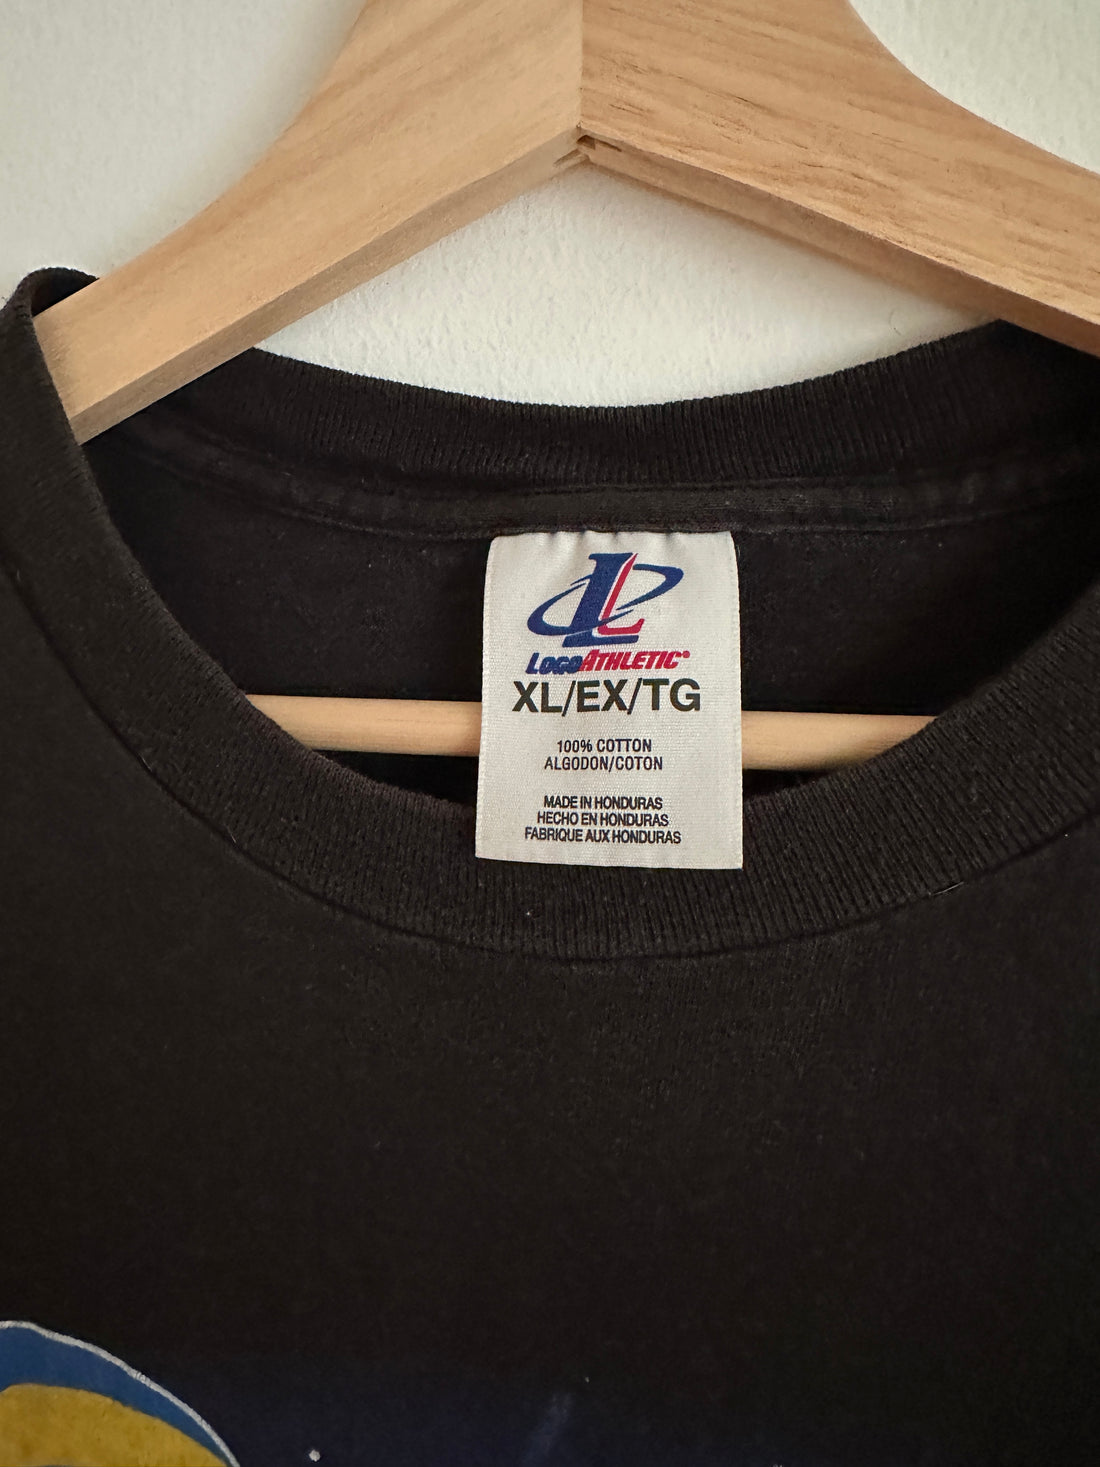 LogoAthletic
XL/EX/TG
100% COTTON
ALGODON/COTON
MADE IN HONDURAS
HECHO EN HONDURAS
FABRIQUE AUX HONDURAS